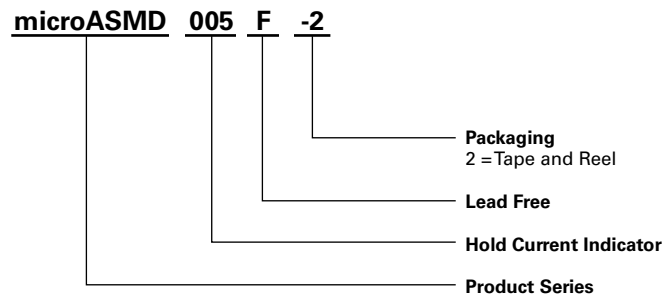 microASMD 005 F -2
Packaging
2 = Tape and Reel
Lead Free
Hold Current Indicator
Product Series